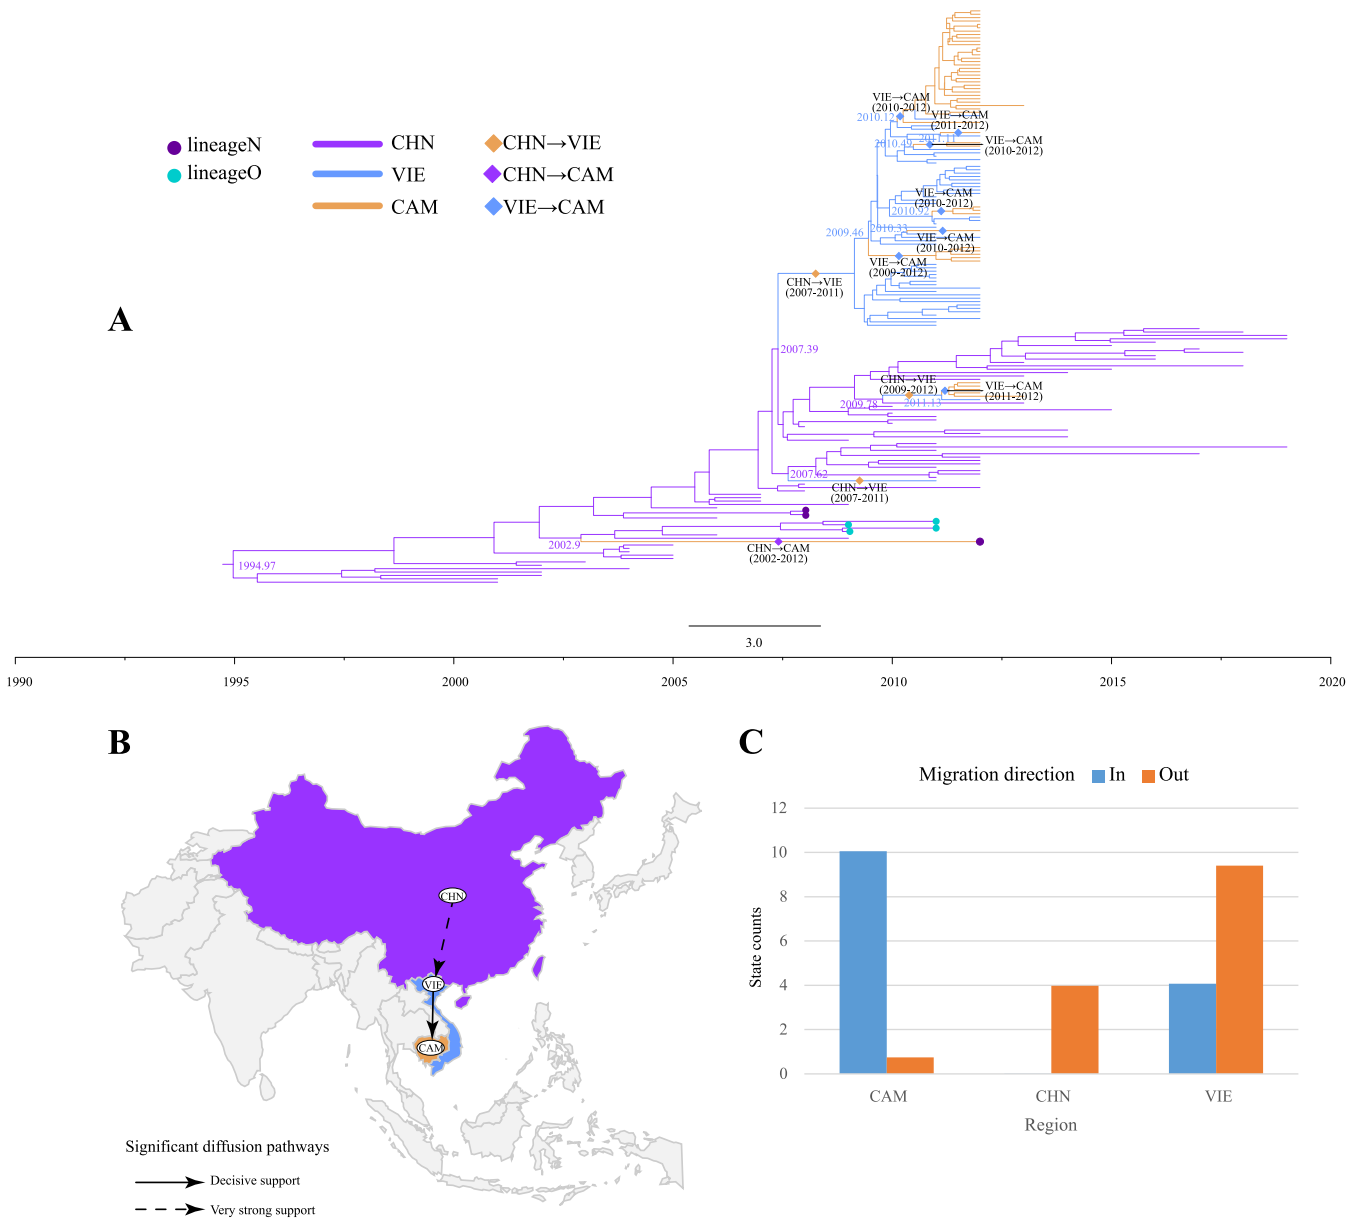 VIE→CAM
(2010-2012)
2010.12
VIE→CAM
(2011-2012)
2011.11
2010.49
VIE→CAM
(2010-2012)
lineageN
lineageO
CHN
VIE
CAM
CHN→VIE
CHN→CAM
VIE→CAM
VIE→CAM
(2010-2012)
2010.92
2010.33
2009.46
VIE→CAM
(2010-2012)
VIE→CAM
(2009-2012)
CHN→VIE
(2007-2011)
A
2007.39
CHN→VIE
(2009-2012)
VIE→CAM
(2011-2012)
2009.78
2011.13
2007.62
CHN→VIE
(2007-2011)
2002.9
CHN→CAM
(2002-2012)
1994.97
3.0
1990
1995
2000
2005
2010
2015
2020
B
CHN
VIE
CAM
Significant diffusion pathways
Decisive support
Very strong support
C
Migration direction In Out
State counts
12
10
8
6
4
2
0
CAM
CHN
VIE
Region